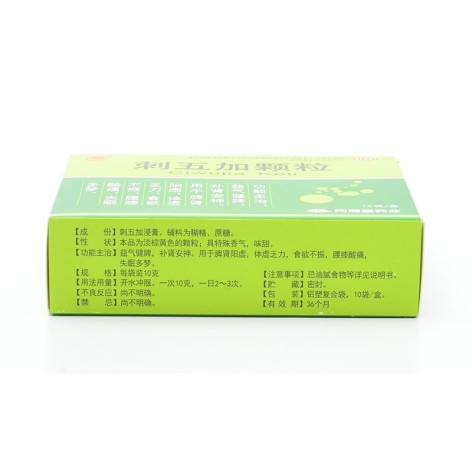 刺五加颗粒
Ciwujia Keli
【成　份】刺五加浸膏，辅料为糊精、蔗糖。
【性　状】本品为淡棕黄色的颗粒，具特殊香气，味甜。
【功能主治】益气健脾，补肾安神。用于脾肾阳虚，体虚乏力，食欲不振，腰膝酸痛，
失眠多梦。
【规　格】每袋装10克
【用法用量】开水冲服。一次10克，一日2～3次。
【不良反应】尚不明确。
【禁　忌】尚不明确。
【注意事项】忌油腻食物等详见说明书。
【贮　藏】密封。
【包　装】铝塑复合袋，10袋/盒。
【有 效 期】36个月